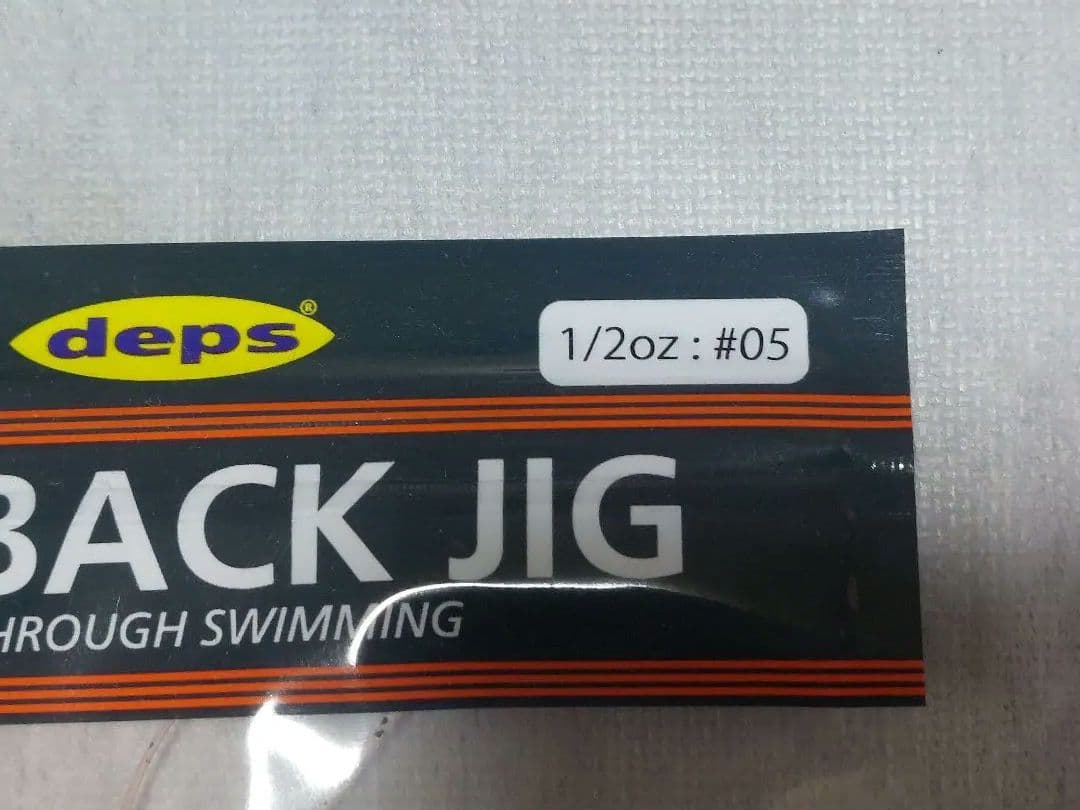 deps®
1/2oz : #05
BACK JIG
HROUGH SWIMMING